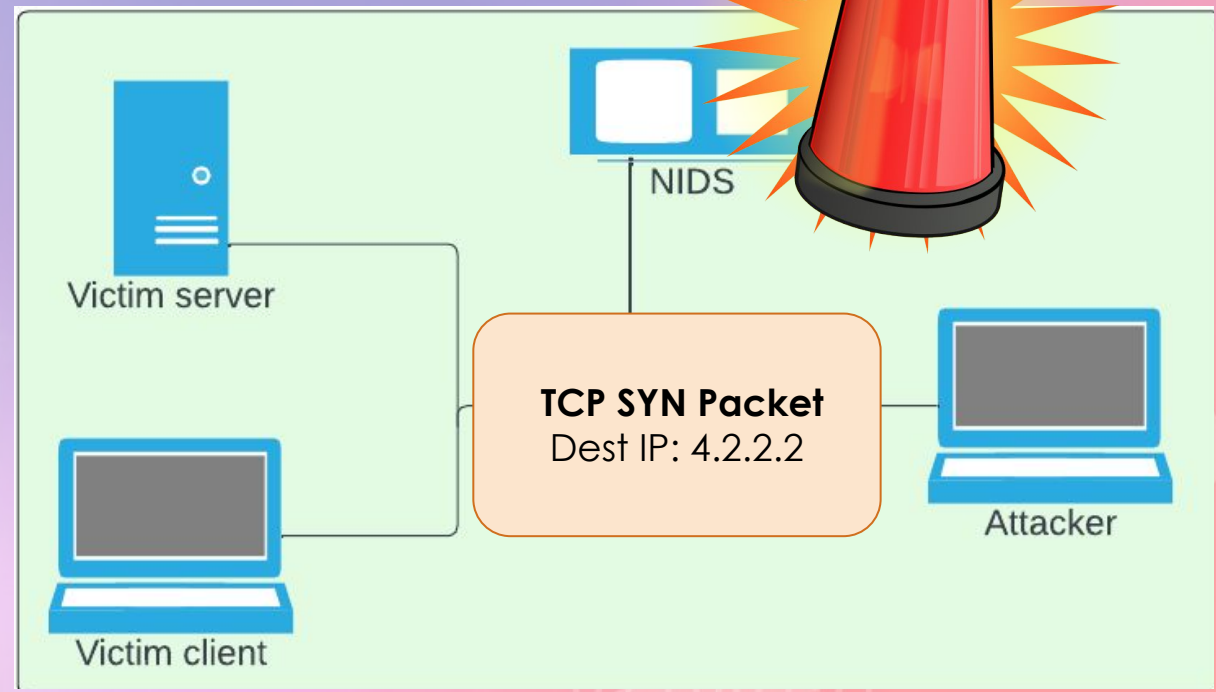 NIDS
Victim server
TCP SYN Packet
Dest IP: 4.2.2.2
Attacker
Victim client